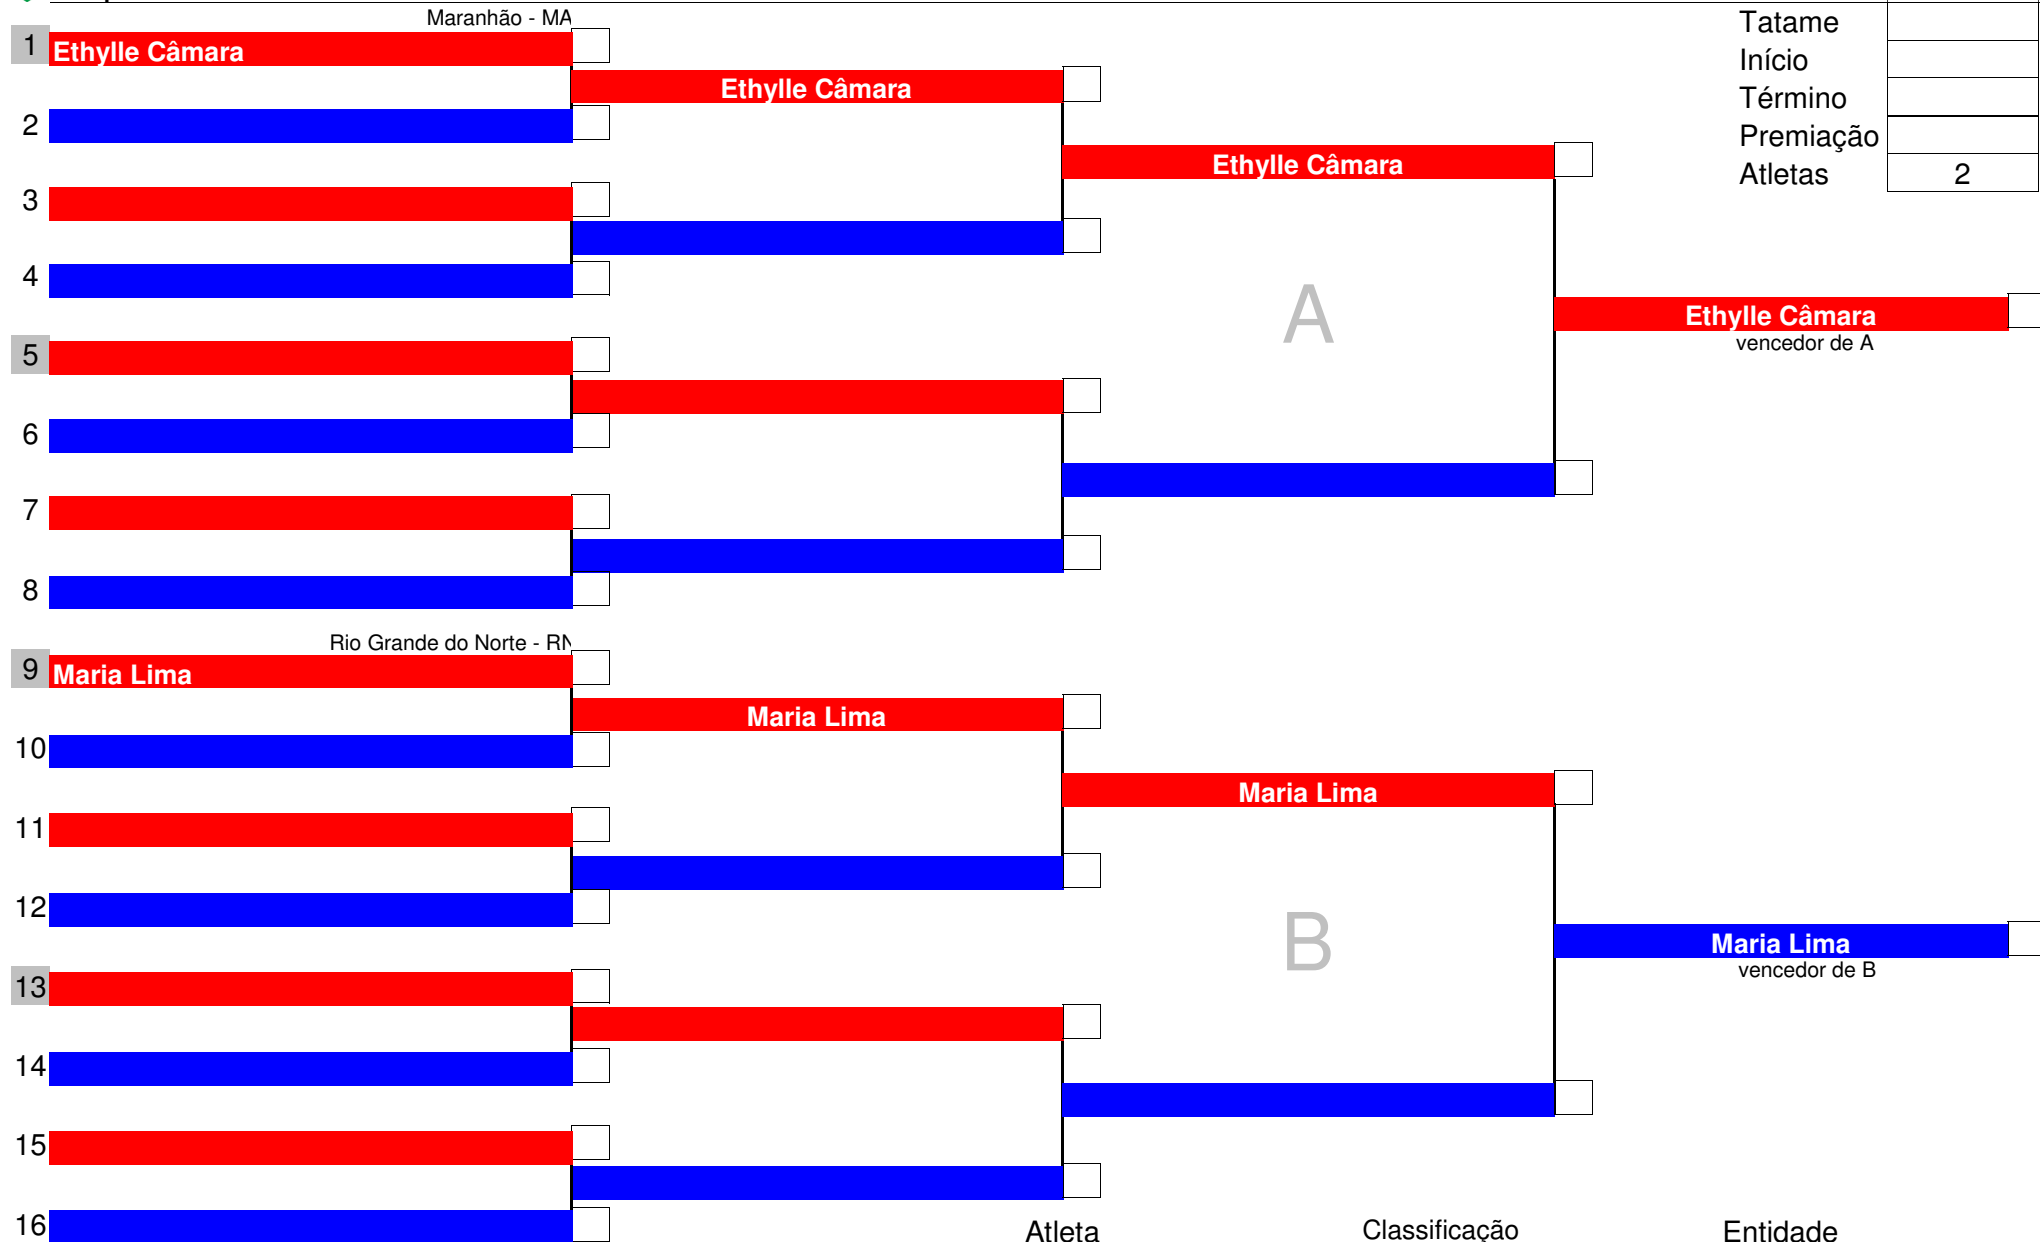 Maranhão - MA
Tatame
1 Ethylle Câmara
Início
Ethylle Câmara
Término
2
Premiação
Ethylle Câmara
Atletas 2
3
4
A
Ethylle Câmara
vencedor de A
5
6
7
8
Rio Grande do Norte - RN
9 Maria Lima
Maria Lima
10
Maria Lima
11
12
B
Maria Lima
vencedor de B
13
14
15
16
Atleta Classificação Entidade